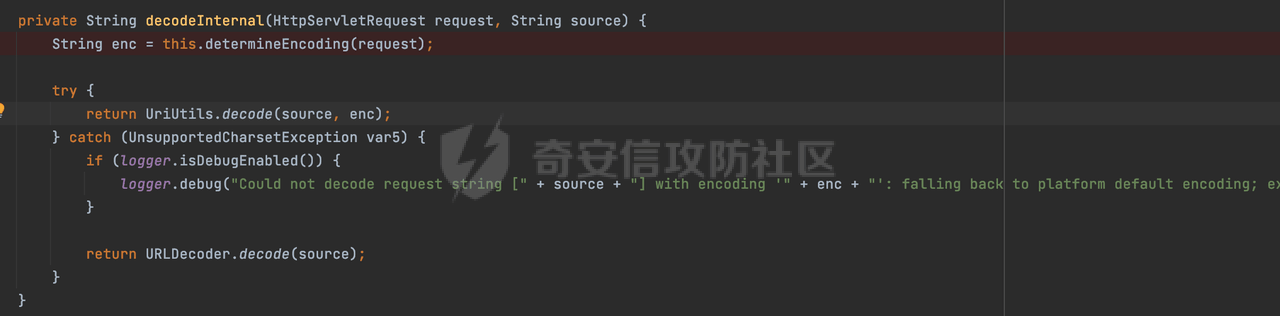 private String decodeInternal(HttpServletRequest request, String source) {
    String enc = this.determineEncoding(request);
    try {
        return UriUtils.decode(source, enc);
    } catch (UnsupportedCharsetException var5) {
        if (logger.isDebugEnabled()) {
            logger.debug("Could not decode request string [" + source + "] with encoding '" + enc + "': falling back to platform default encoding; ex
        }
        return URLDecoder.decode(source);
    }
}
奇安信攻防社区